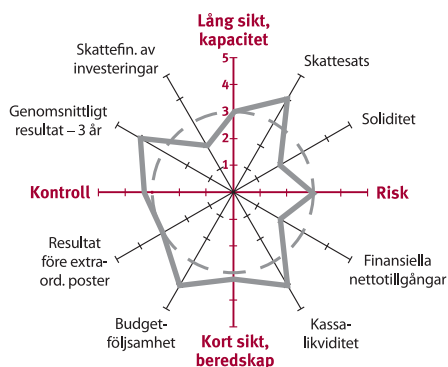 Lång sikt,
kapacitet
Skattefin. av
investeringar
Skattesats
5
4
3
2
1
Genomsnittligt
resultat – 3 år
Soliditet
Kontroll
Risk
Resultat
före extra-
ord. poster
Finansiella
nettotillgångar
Budget-
följsamhet
Kassa-
likviditet
Kort sikt,
beredskap